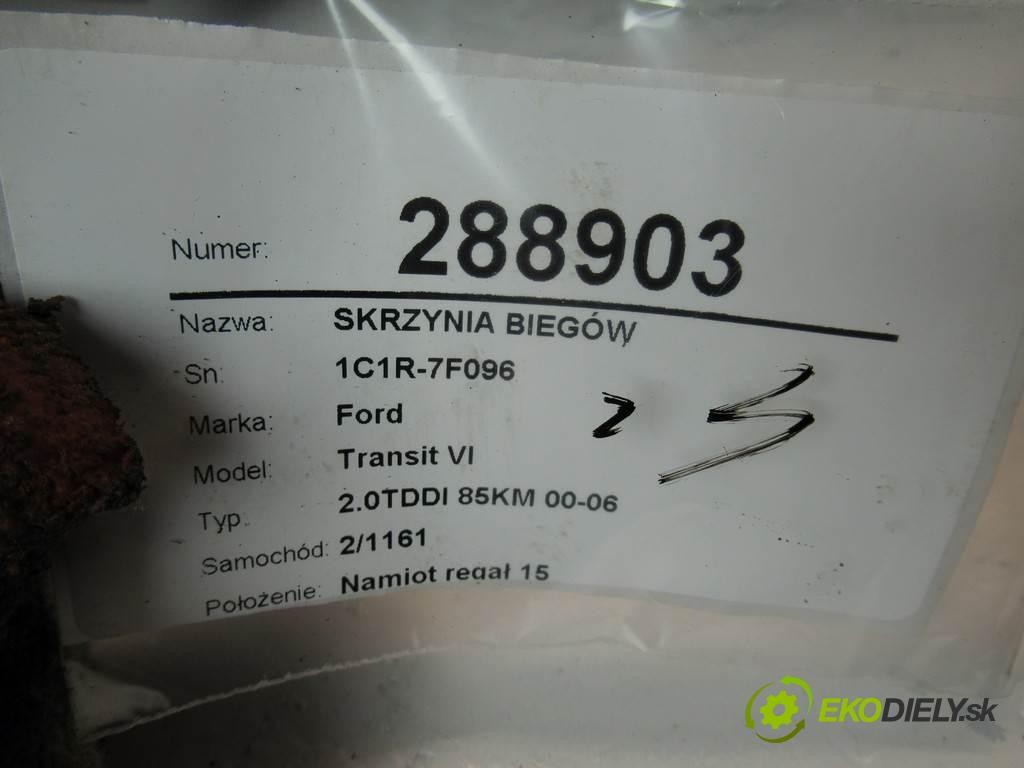 Numer: 288903
Nazwa: SKRZYNIA BIEGÓW
Sn: 1C1R-7F096
Marka: Ford
Model: Transit VI
Typ: 2.0TDDI 85KM 00-06
Samochód: 2/1161
Położenie: Namiot regał 15
EKODIELY.sk